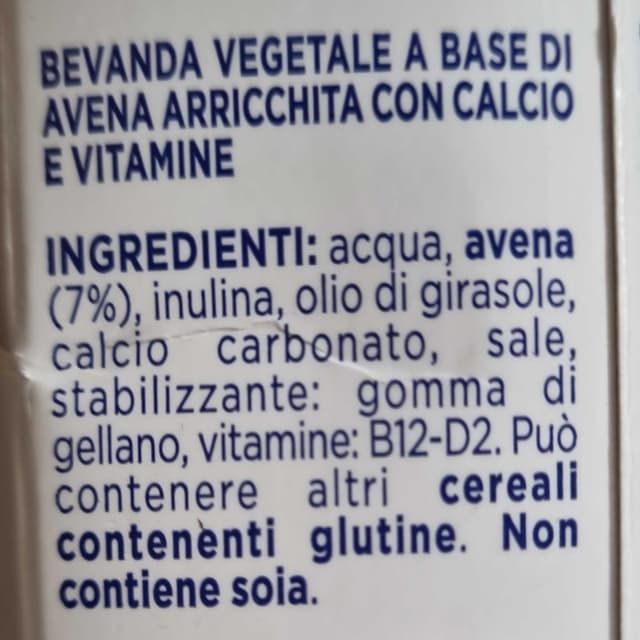 BEVANDA VEGETALE A BASE DI
AVENA ARRICCHITA CON CALCIO
E VITAMINE
INGREDIENTI: acqua, avena
(7%), inulina, olio di girasole,
calcio carbonato, sale,
stabilizzante: gomma di
gellano, vitamine: B12-D2. Può
contenere altri cereali
contenenti glutine. Non
contiene soia.